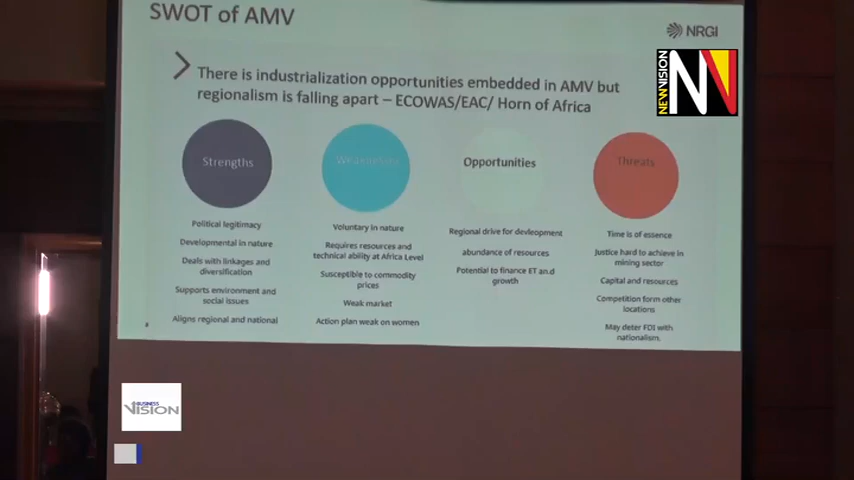 SWOT of AMV
NRGI
NEW VISION
N
There is industrialization opportunities embedded in AMV but
regionalism is falling apart – ECOWAS/EAC/ Horn of Africa
Strengths
Political legitimacy
Developmental in nature
Deals with linkages and
diversification
Supports environment and
social issues
Aligns regional and national
Weaknesses
Voluntary in nature
Requires resources and
technical ability at Africa Level
Susceptible to commodity
prices
Weak market
Action plan weak on women
Opportunities
Regional drive for devleopment
abundance of resources
Potential to finance ET and
growth
Threats
Time is of essence
Justice hard to achieve in
mining sector
Capital and resources
Competition form other
locations
May deter FDI with
nationalism.
BUSINESS
VISION